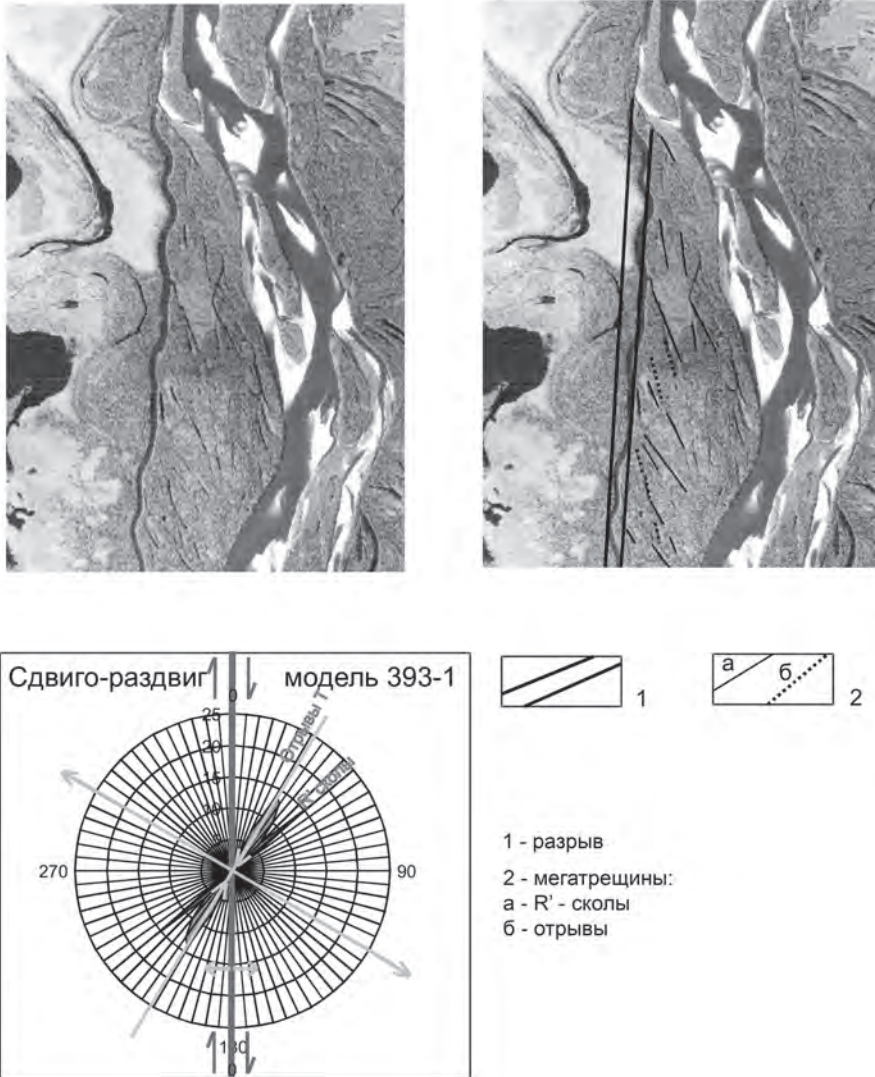 Сдвиго-раздвиг
модель 393-1
0
25
20
15
10
Отрывы Т
R' сколы
270
90
180
0
а
б
1
2
1 - разрыв
2 - мегатрещины:
а - R' - сколы
б - отрывы